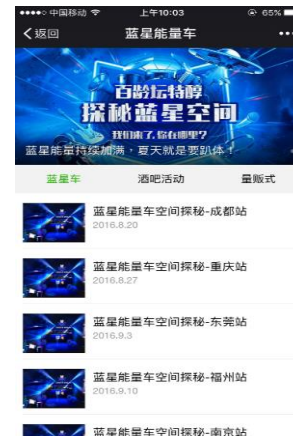 中国移动 上午10:03 65%
返回 蓝星能量车
百龄坛特醇
探秘蓝星空间
我们来了,你在哪里?
蓝星能量持续加满,夏天就是要趴体!
蓝星车 酒吧活动 量贩式
蓝星能量车空间探秘-成都站
2016.8.20
蓝星能量车空间探秘-重庆站
2016.8.27
蓝星能量车空间探秘-东莞站
2016.9.3
蓝星能量车空间探秘-福州站
2016.9.10
蓝星能量车空间探秘-南京站